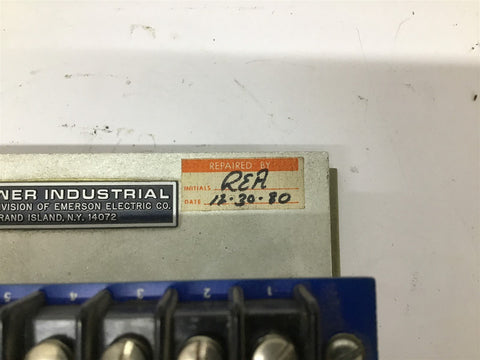 REPAIRED BY
INITIALS REA
DATE 12-30-80
NER INDUSTRIAL
VISION OF EMERSON ELECTRIC CO.
RAND ISLAND, N.Y. 14072
5 4 3 2 1